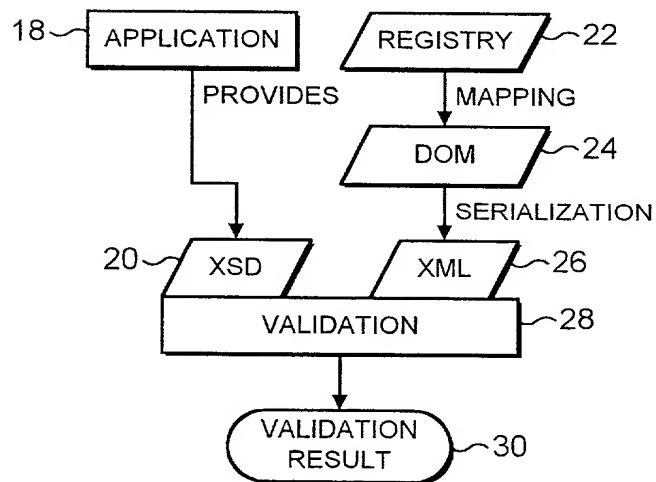 18 APPLICATION REGISTRY 22
PROVIDES MAPPING
DOM 24
SERIALIZATION
20 XSD XML 26
VALIDATION 28
VALIDATION
RESULT 30